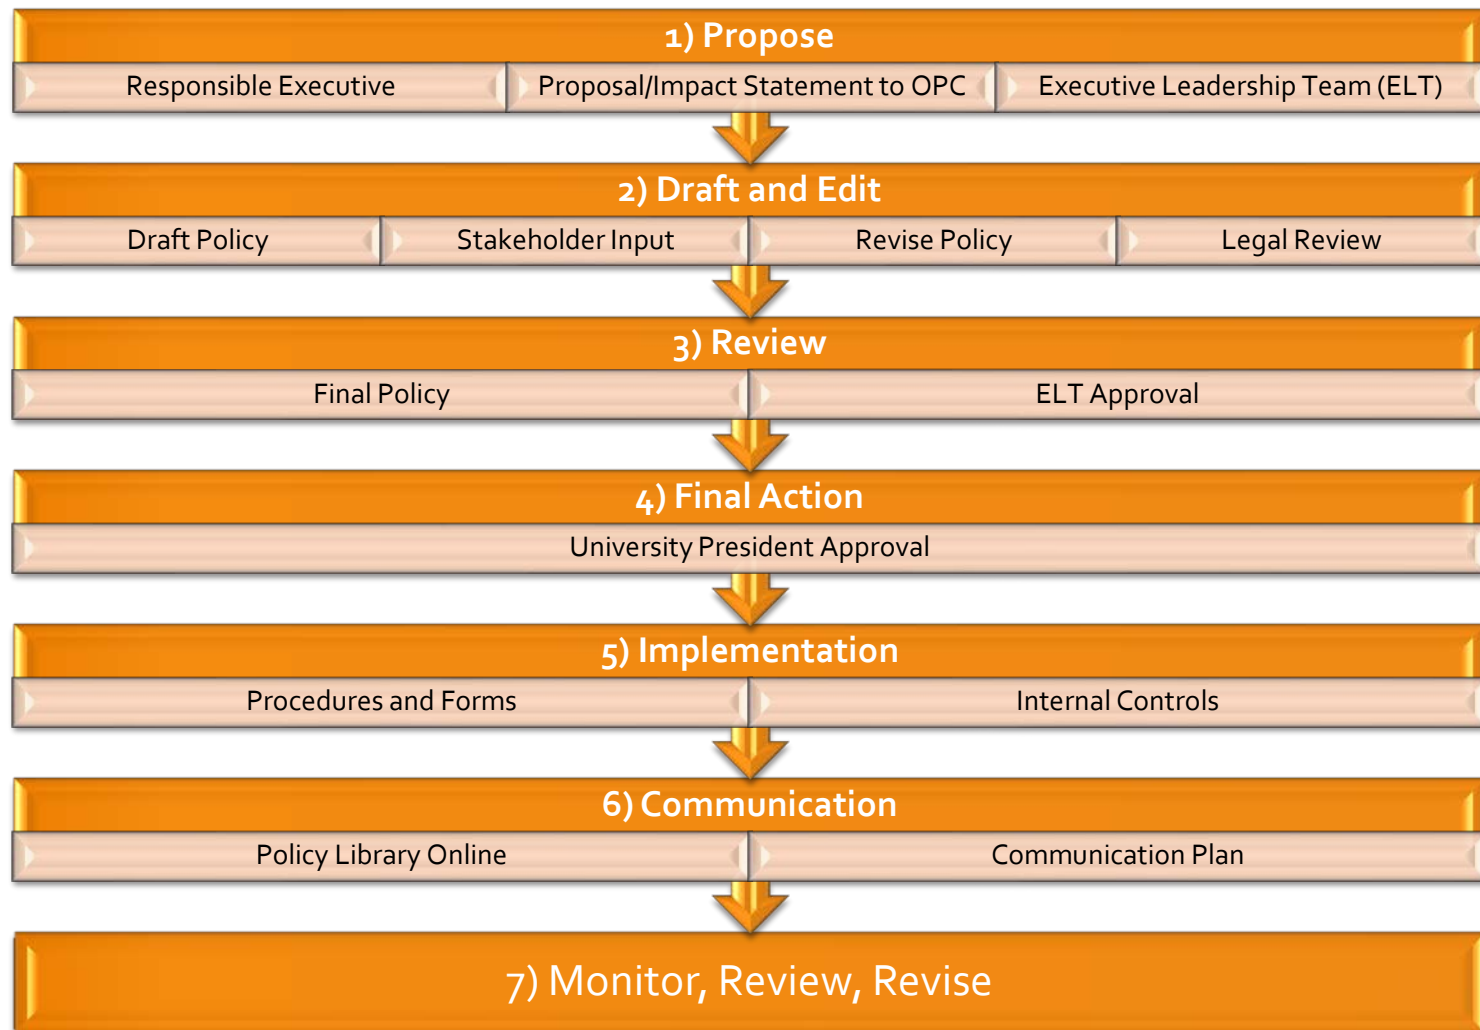 1) Propose
Responsible Executive
Proposal/Impact Statement to OPC
Executive Leadership Team (ELT)
2) Draft and Edit
Draft Policy
Stakeholder Input
Revise Policy
Legal Review
3) Review
Final Policy
ELT Approval
4) Final Action
University President Approval
5) Implementation
Procedures and Forms
Internal Controls
6) Communication
Policy Library Online
Communication Plan
7) Monitor, Review, Revise